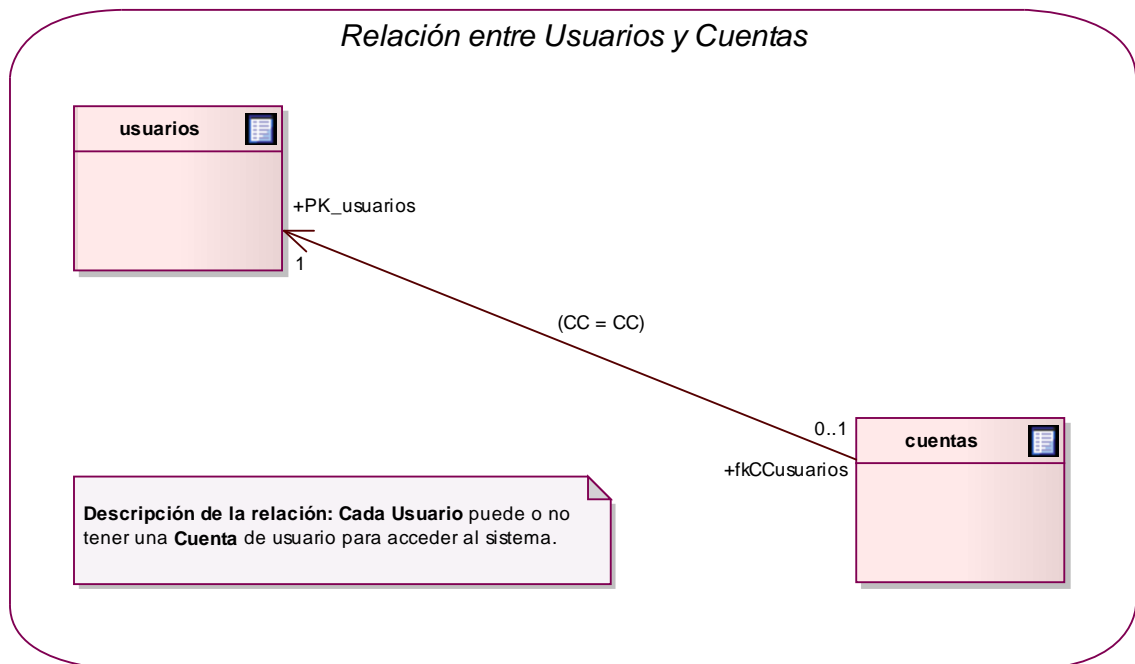 Relación entre Usuarios y Cuentas
usuarios
+PK_usuarios
1
(CC = CC)
0..1
cuentas
+fkCCusuarios
Descripción de la relación: Cada Usuario puede o no
tener una Cuenta de usuario para acceder al sistema.